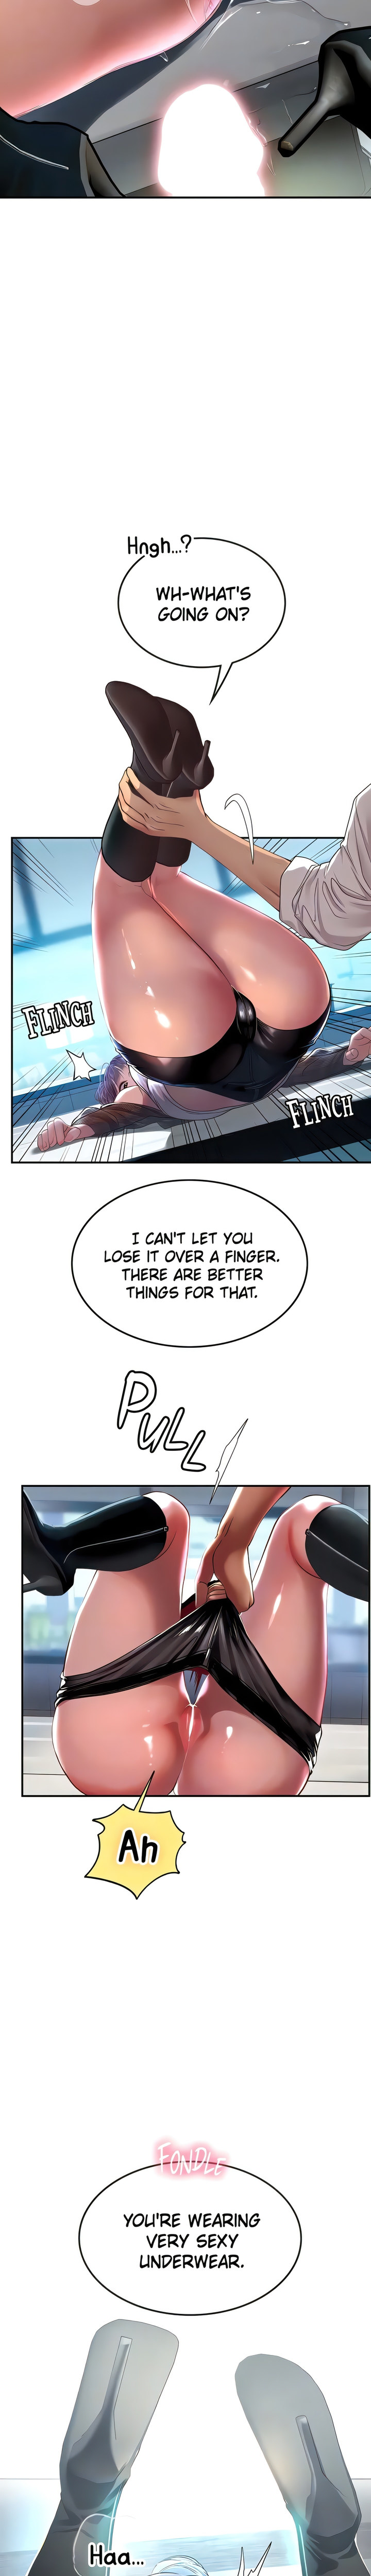 Hngh...?
WH-WHAT'S
GOING ON?
FLINCH
FLINCH
I CAN'T LET YOU
LOSE IT OVER A FINGER.
THERE ARE BETTER
THINGS FOR THAT.
PULL
Ah
FONDLE
YOU'RE WEARING
VERY SEXY
UNDERWEAR.
Haa...